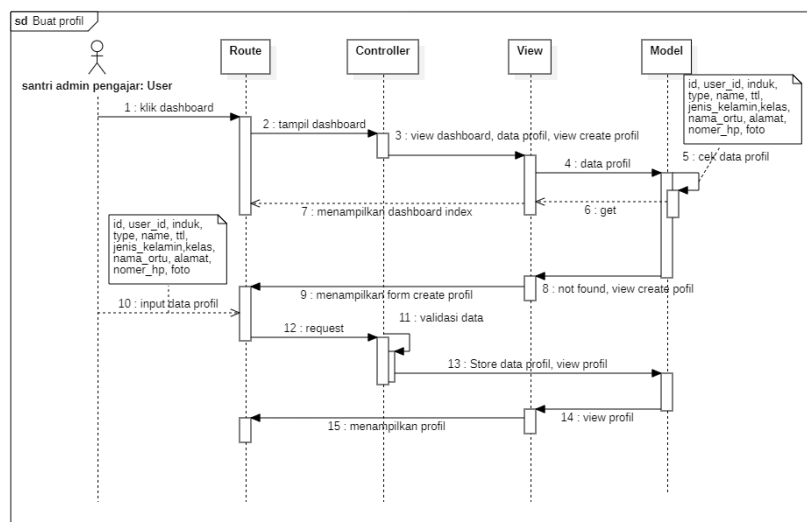 sd Buat profil
Route
Controller
View
Model
santri admin pengajar: User
id, user_id, induk,
type, name, ttl,
jenis_kelamin,kelas,
nama_ortu, alamat,
nomer_hp, foto
1 : klik dashboard
2 : tampil dashboard
3 : view dashboard, data profil, view create profil
4 : data profil
5 : cek data profil
6 : get
7 : menampilkan dashboard index
id, user_id, induk,
type, name, ttl,
jenis_kelamin,kelas,
nama_ortu, alamat,
nomer_hp, foto
8 : not found, view create pofil
9 : menampilkan form create profil
10 : input data profil
11 : validasi data
12 : request
13 : Store data profil, view profil
14 : view profil
15 : menampilkan profil